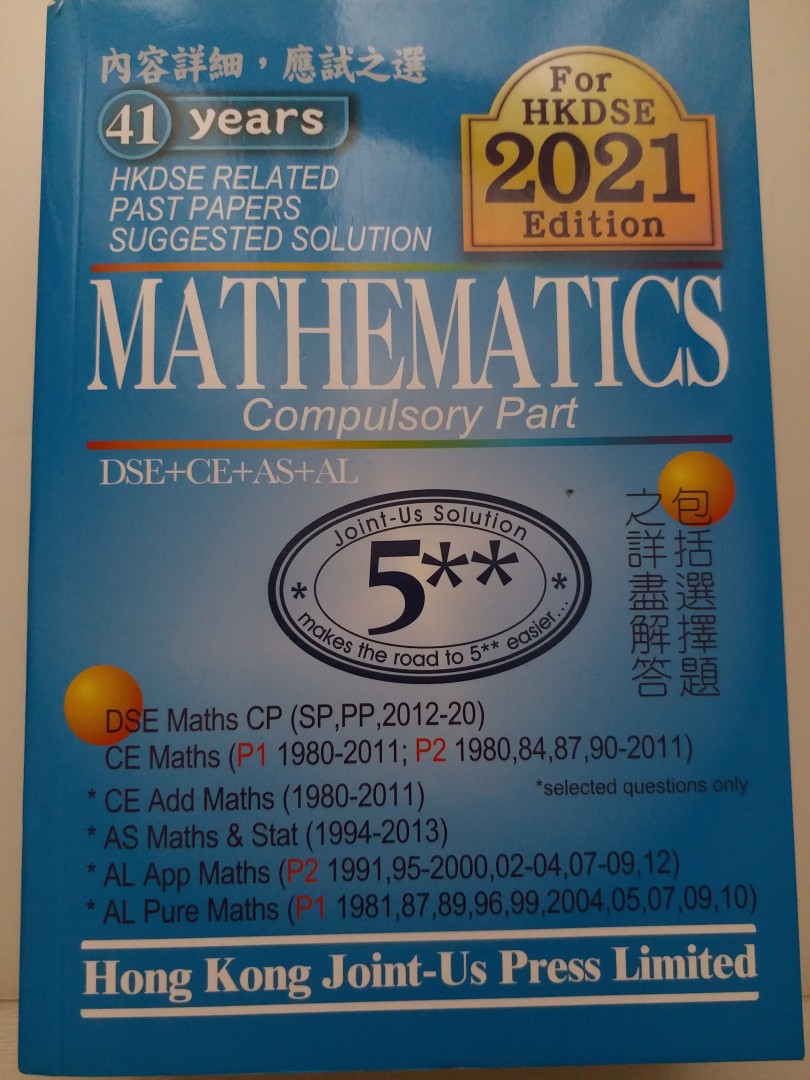 內容詳細，應試之選
41 years
HKDSE RELATED
PAST PAPERS
SUGGESTED SOLUTION
For
HKDSE
2021
Edition
MATHEMATICS
Compulsory Part
DSE+CE+AS+AL
Joint-Us Solution
5**
* makes the road to 5** easier... *
包括選擇題
之詳盡解答
DSE Maths CP (SP,PP,2012-20)
CE Maths (P1 1980-2011; P2 1980,84,87,90-2011)
*selected questions only
* CE Add Maths (1980-2011)
* AS Maths & Stat (1994-2013)
* AL App Maths (P2 1991,95-2000,02-04,07-09,12)
* AL Pure Maths (P1 1981,87,89,96,99,2004,05,07,09,10)
Hong Kong Joint-Us Press Limited